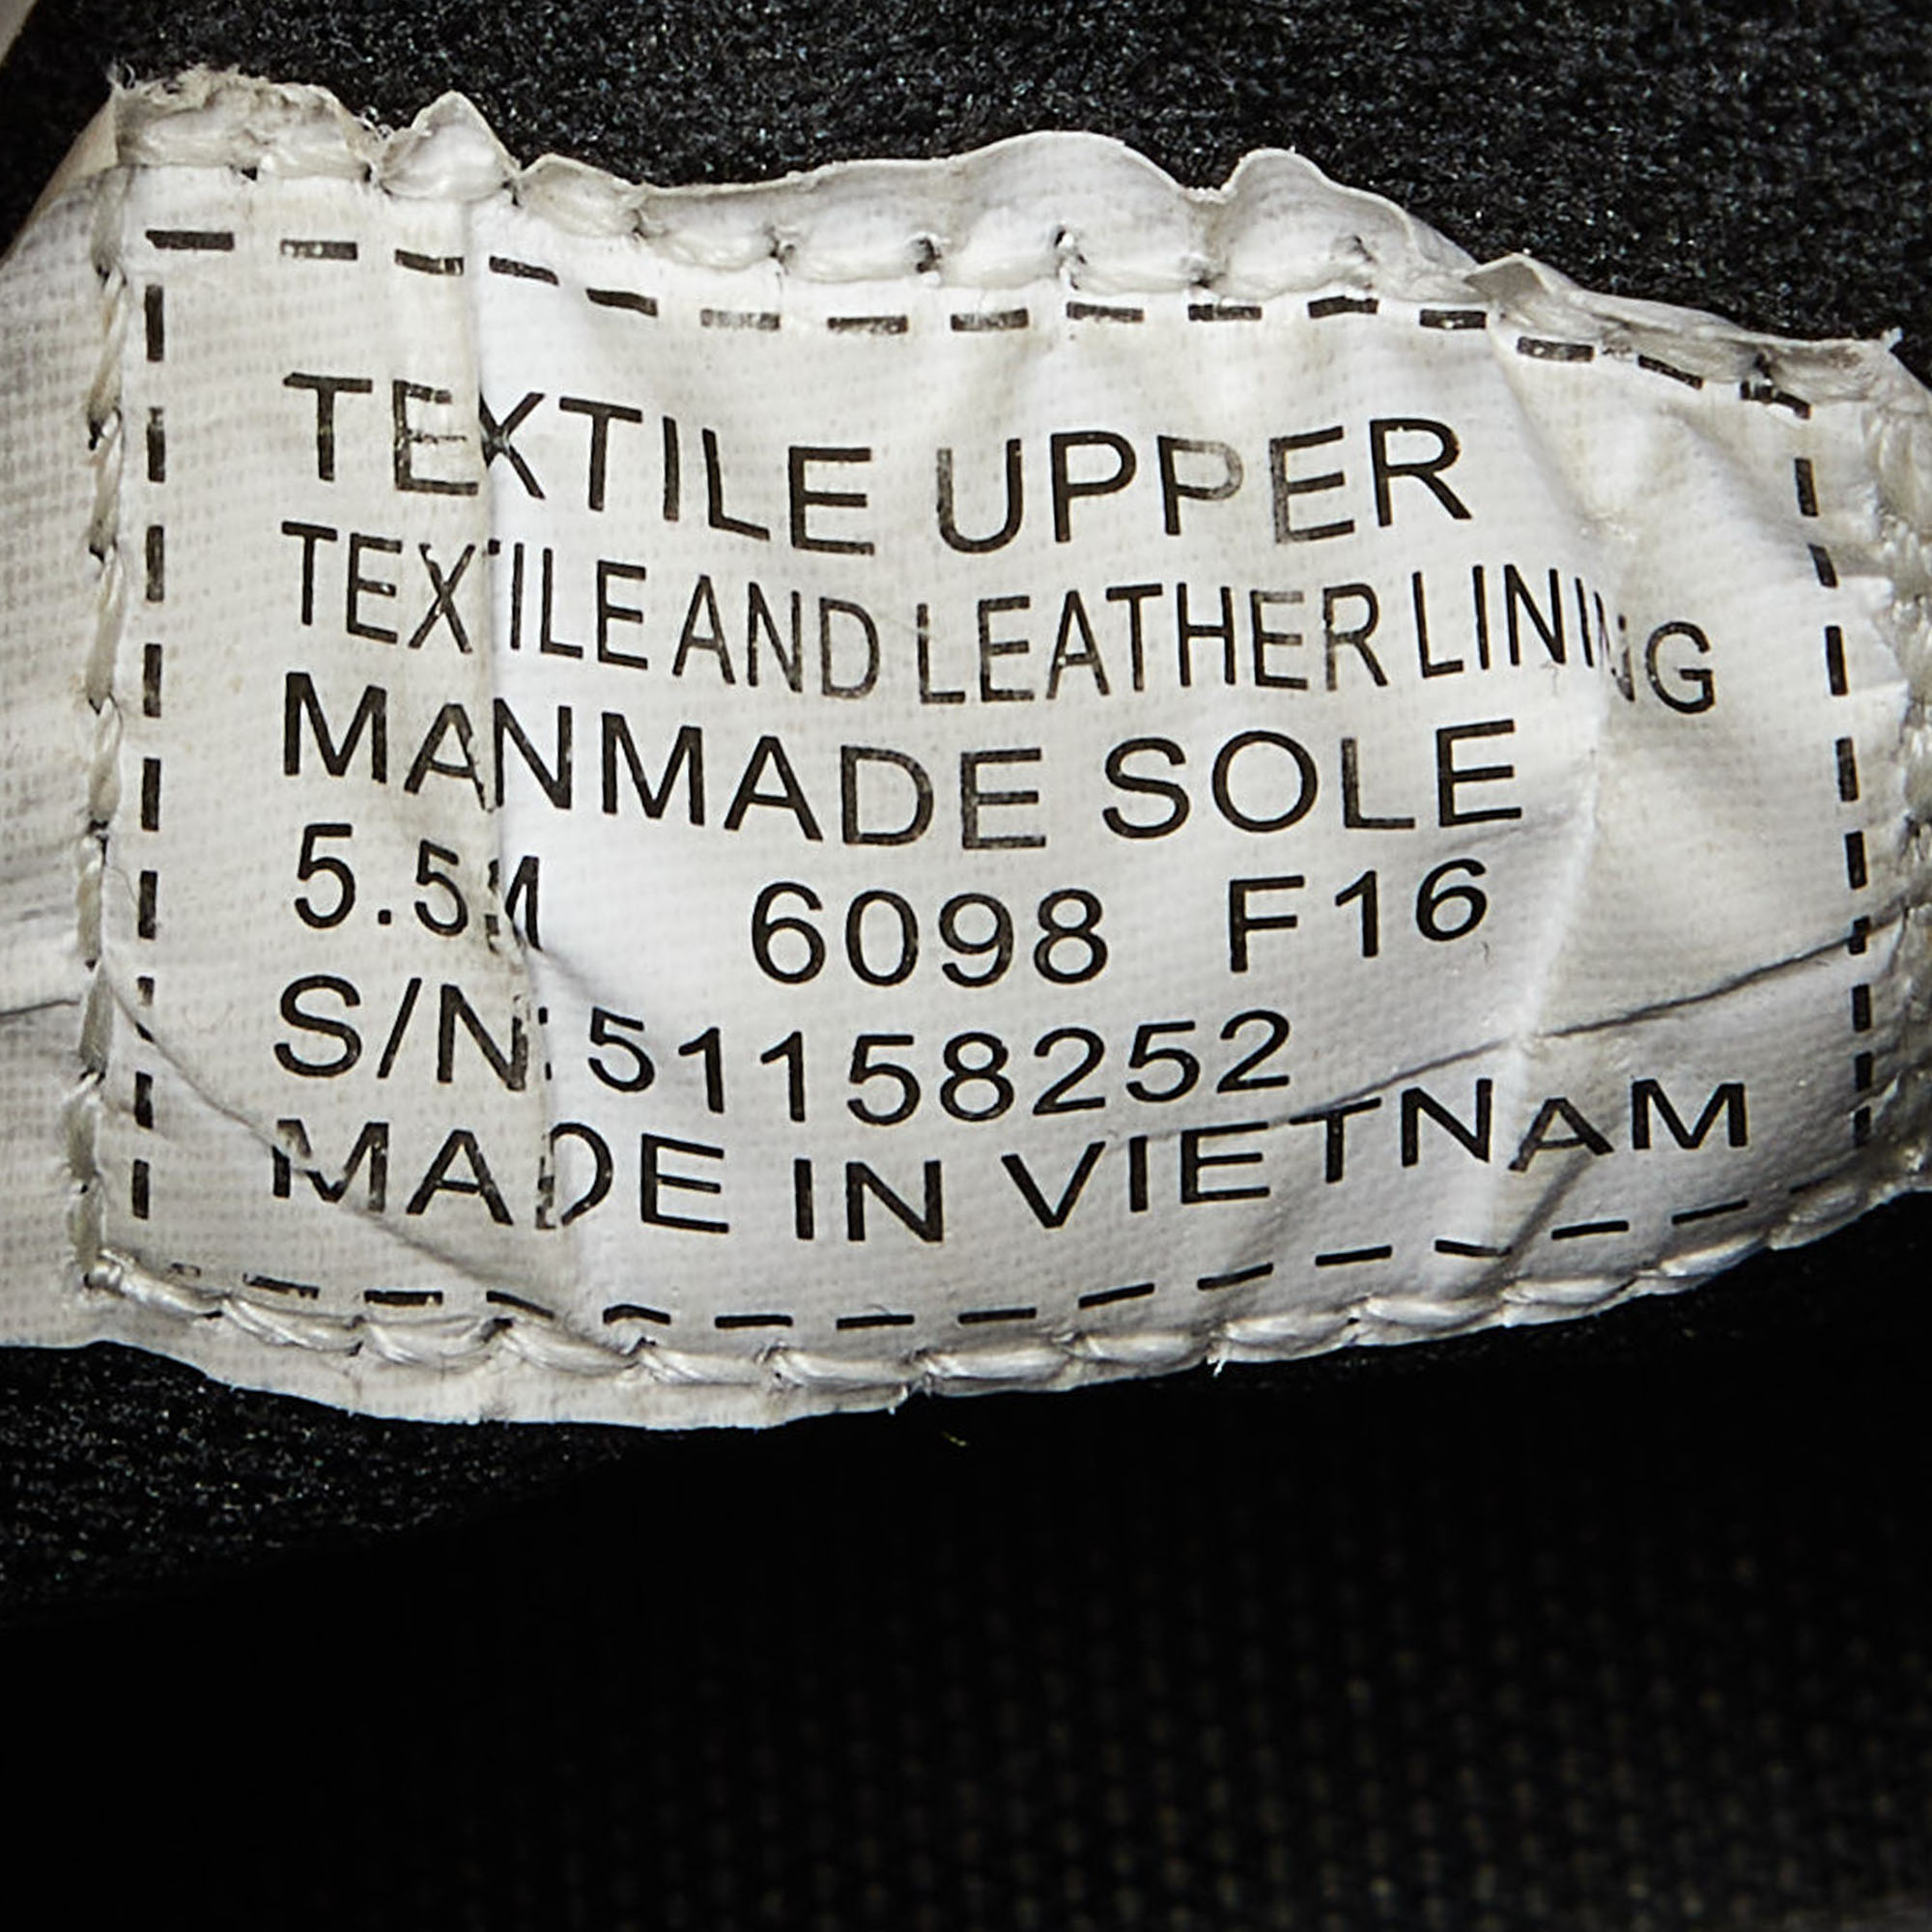 TEXTILE UPPER
TEXTILE AND LEATHER LINING
MANMADE SOLE
5.5M 6098 F16
S/N: 51158252
MADE IN VIETNAM